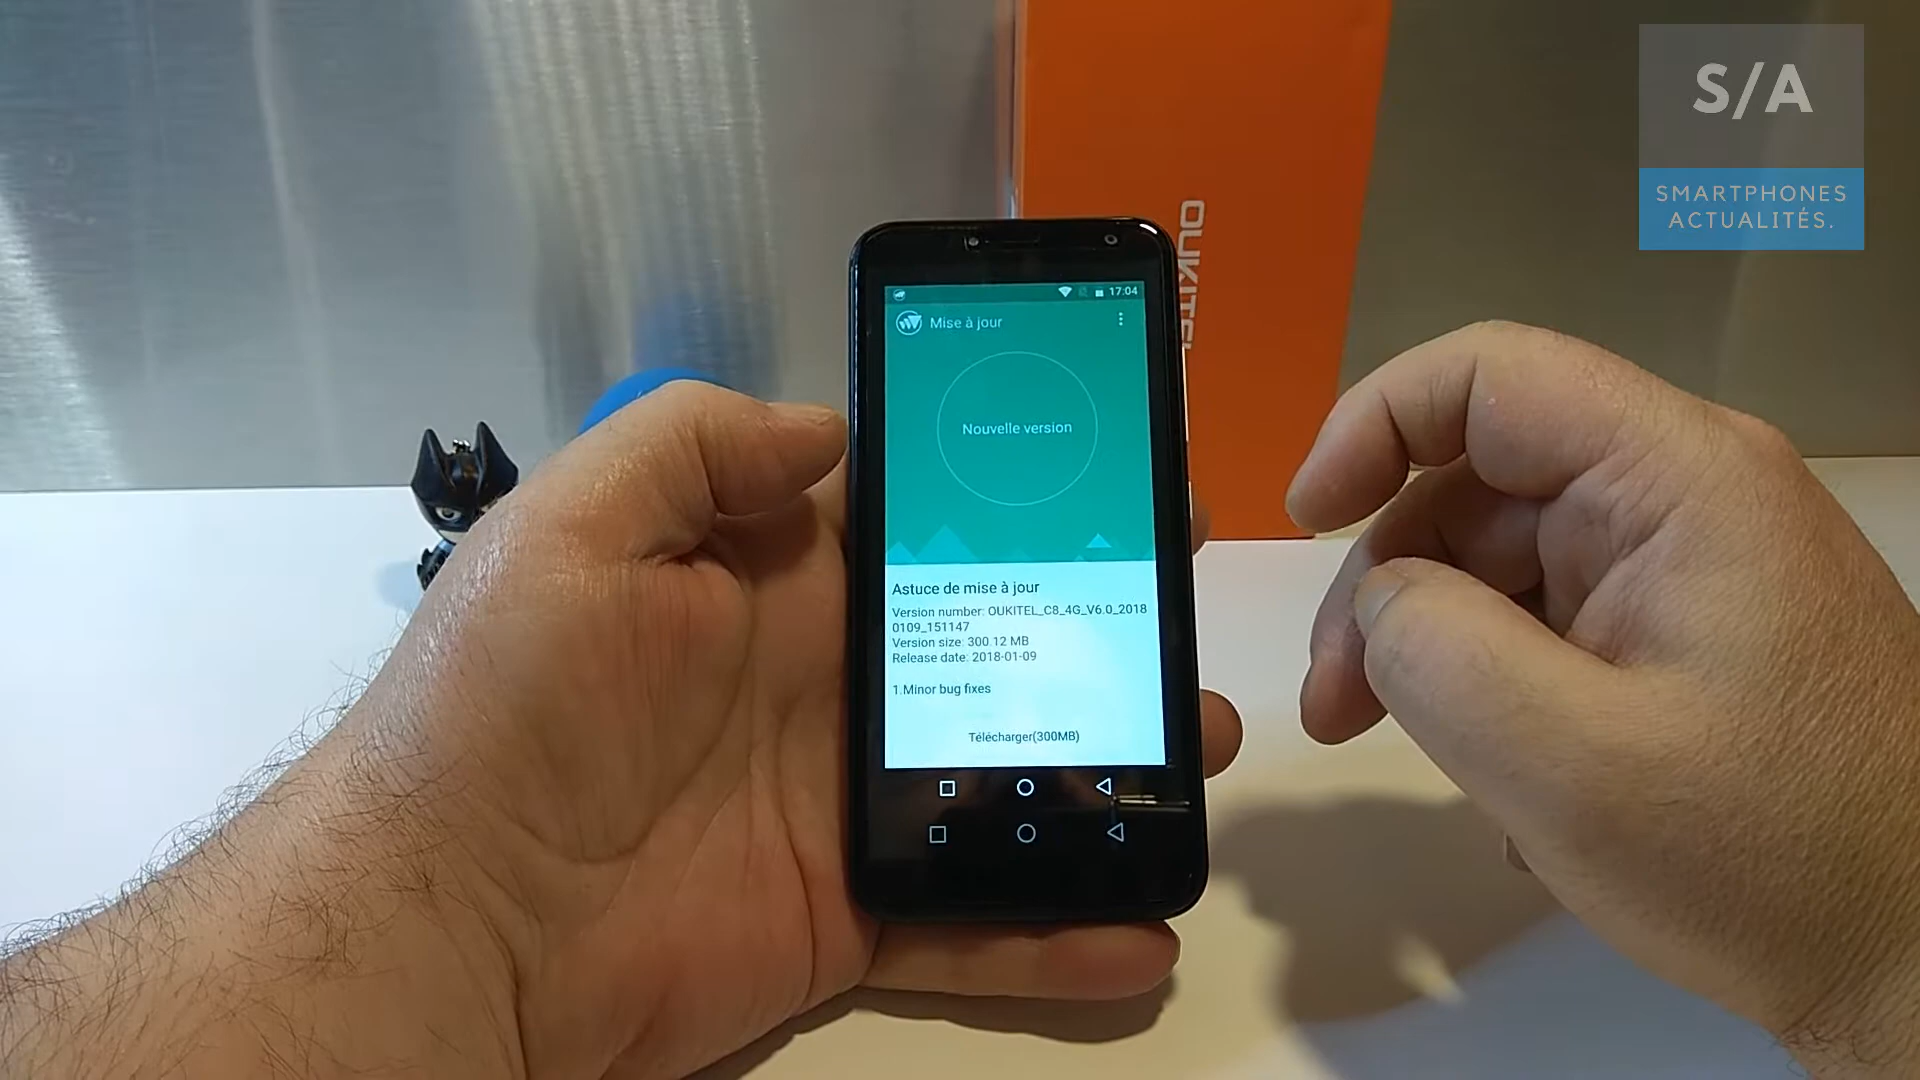 S/A
SMARTPHONES
ACTUALITÉS.
OUKITEL
17:04
Mise à jour
Nouvelle version
Astuce de mise à jour
Version number: OUKITEL_C8_4G_V6.0_2018
0109_151147
Version size: 300.12 MB
Release date: 2018-01-09
1.Minor bug fixes
Télécharger(300MB)